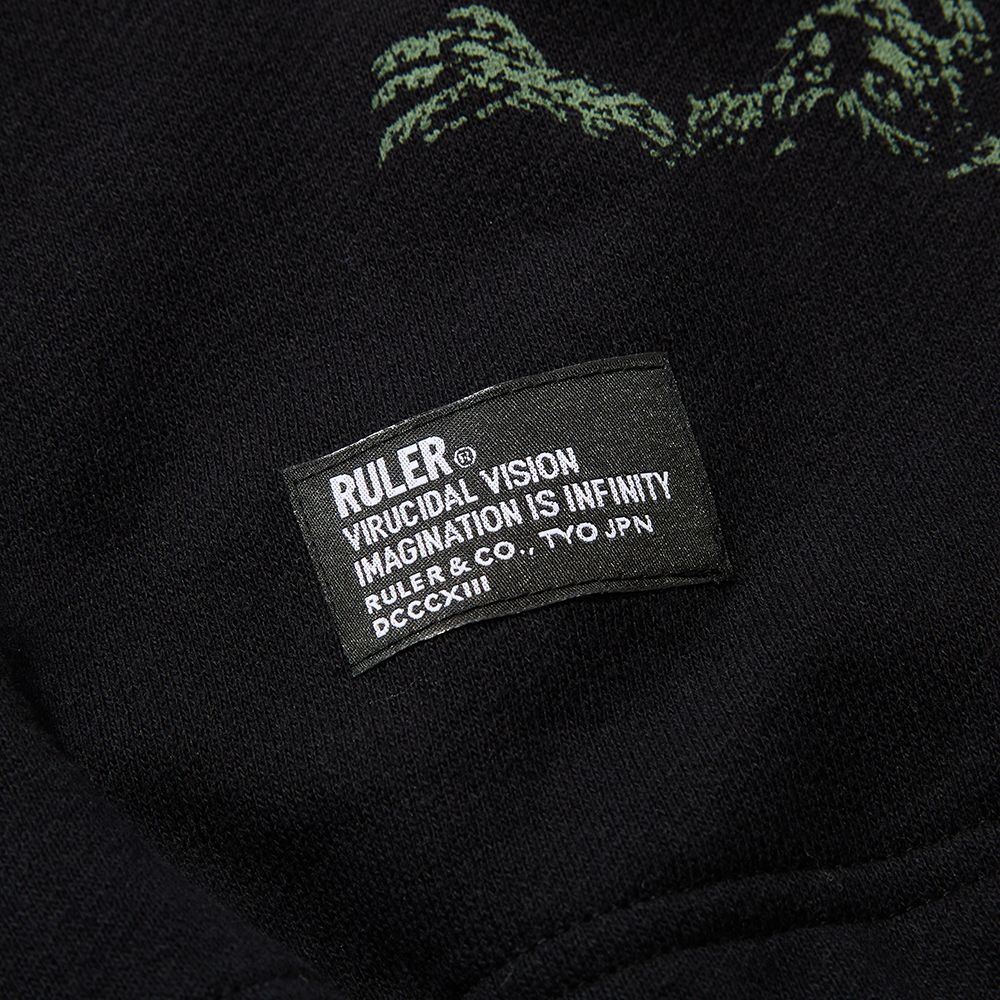 RULER®
VIRUCIDAL VISION
IMAGINATION IS INFINITY
RULER & CO., TYO JPN
DCCCXIII